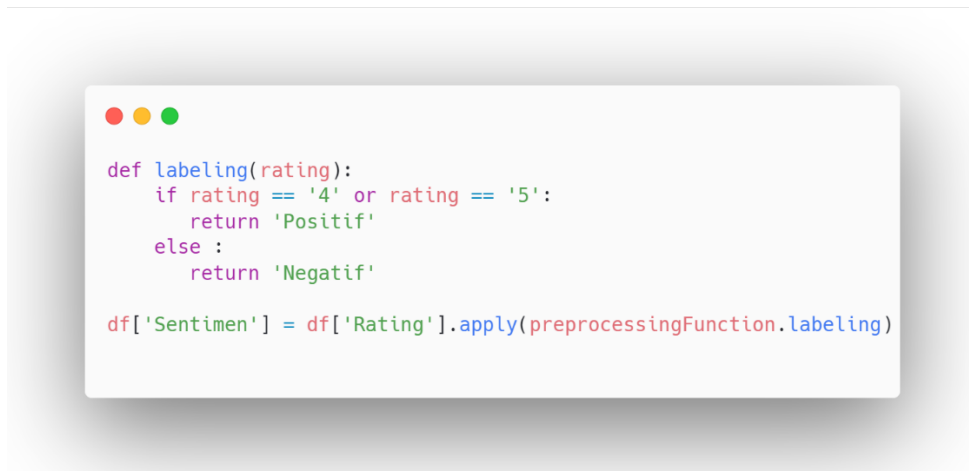 def labeling(rating):
    if rating == '4' or rating == '5':
       return 'Positif'
    else :
       return 'Negatif'

df['Sentimen'] = df['Rating'].apply(preprocessingFunction.labeling)